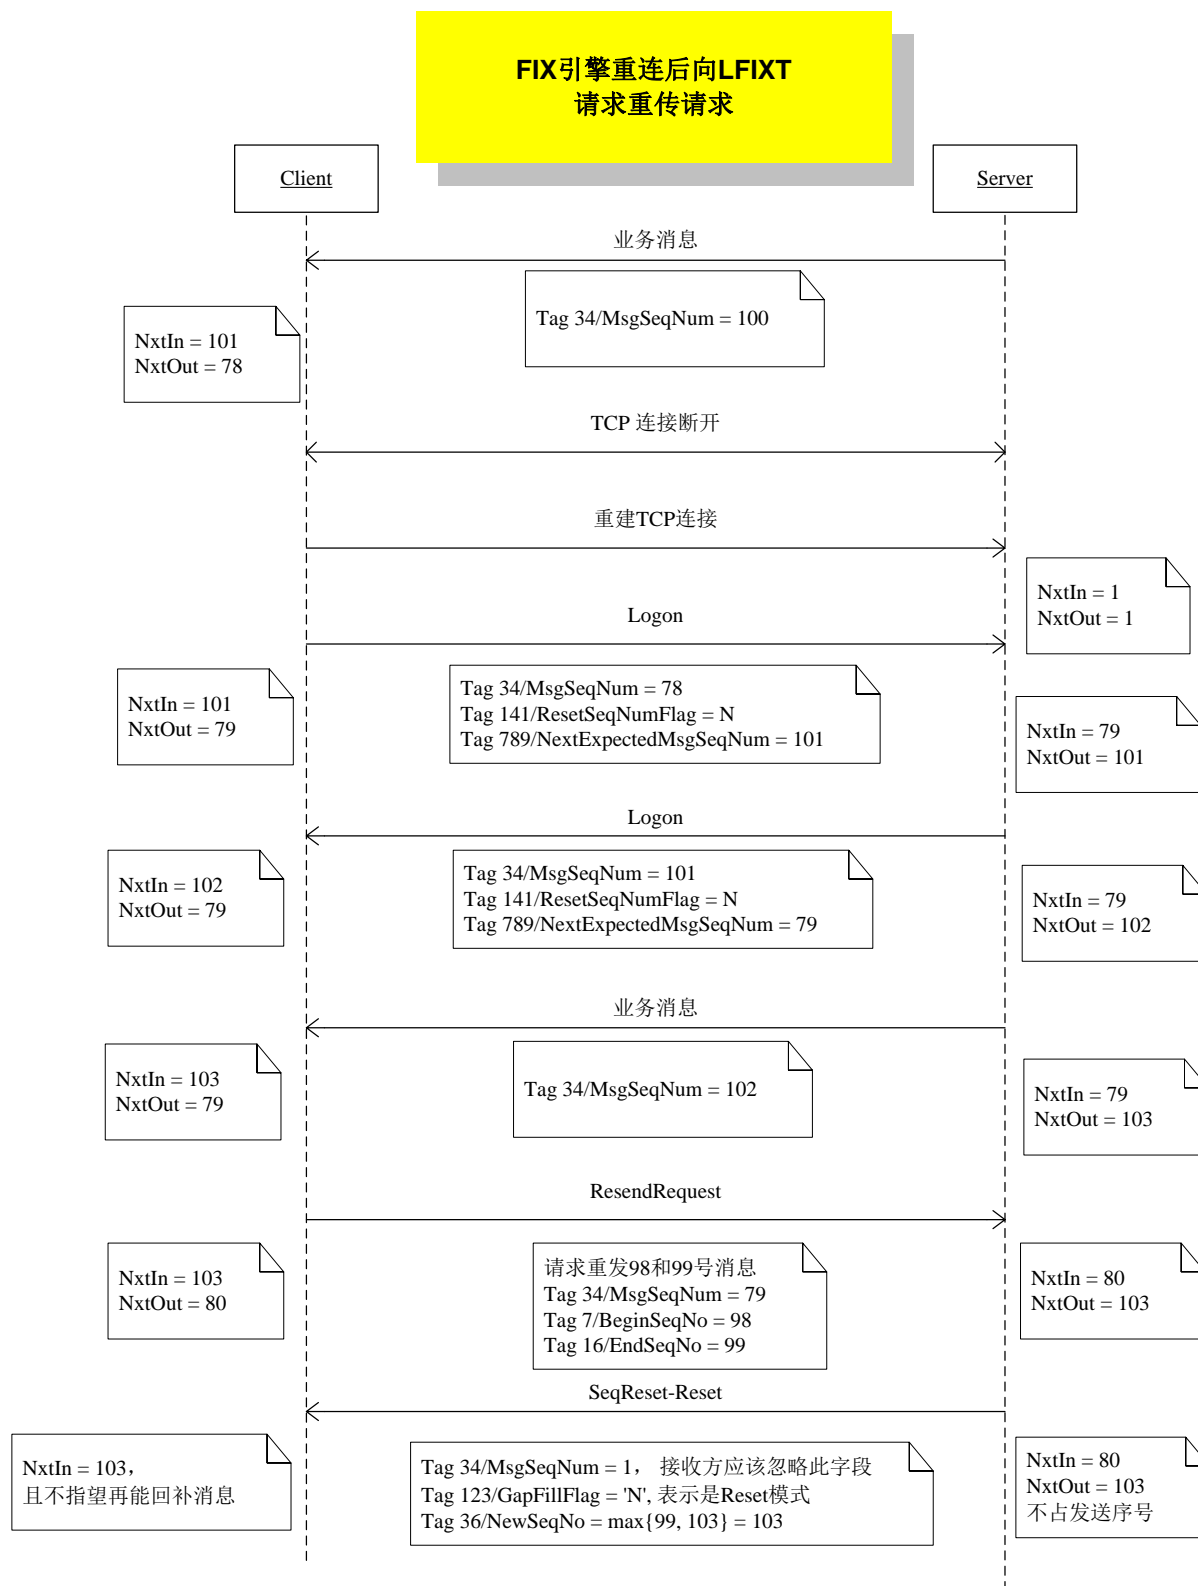 FIX引擎重连后向LFIXT
请求重传请求
Client
Server
业务消息
Tag 34/MsgSeqNum = 100
NxtIn = 101
NxtOut = 78
TCP 连接断开
重建TCP连接
NxtIn = 1
NxtOut = 1
Logon
Tag 34/MsgSeqNum = 78
Tag 141/ResetSeqNumFlag = N
Tag 789/NextExpectedMsgSeqNum = 101
NxtIn = 101
NxtOut = 79
NxtIn = 79
NxtOut = 101
Logon
Tag 34/MsgSeqNum = 101
Tag 141/ResetSeqNumFlag = N
Tag 789/NextExpectedMsgSeqNum = 79
NxtIn = 102
NxtOut = 79
NxtIn = 79
NxtOut = 102
业务消息
Tag 34/MsgSeqNum = 102
NxtIn = 103
NxtOut = 79
NxtIn = 79
NxtOut = 103
ResendRequest
请求重发98和99号消息
Tag 34/MsgSeqNum = 79
Tag 7/BeginSeqNo = 98
Tag 16/EndSeqNo = 99
NxtIn = 103
NxtOut = 80
NxtIn = 80
NxtOut = 103
SeqReset-Reset
Tag 34/MsgSeqNum = 1， 接收方应该忽略此字段
Tag 123/GapFillFlag = 'N', 表示是Reset模式
Tag 36/NewSeqNo = max{99, 103} = 103
NxtIn = 103，
且不指望再能回补消息
NxtIn = 80
NxtOut = 103
不占发送序号